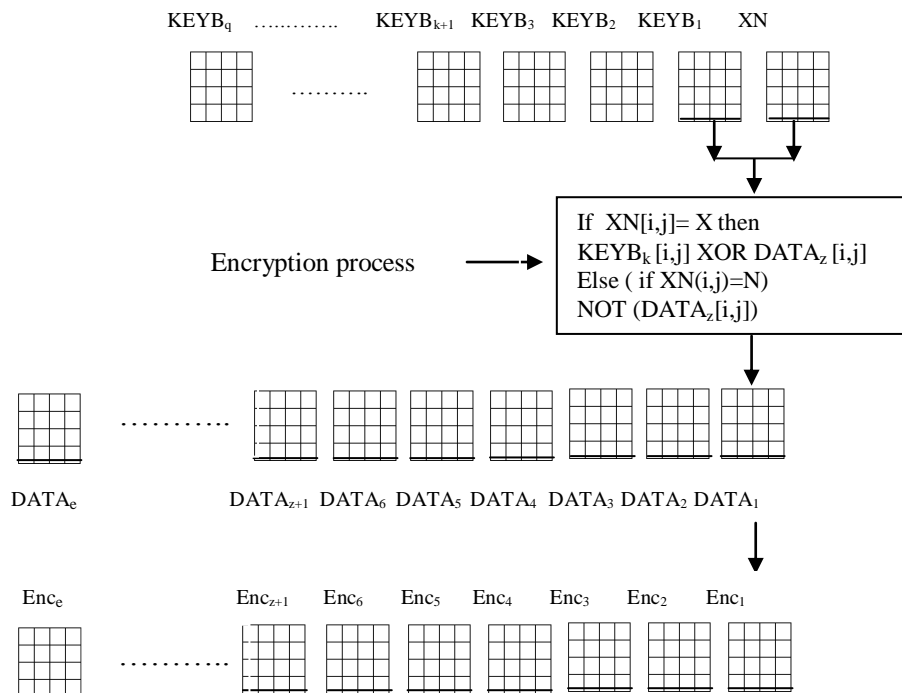 KEYBq ............. KEYBk+1 KEYB3 KEYB2 KEYB1 XN
..........
If XN[i,j]= X then
KEYBk [i,j] XOR DATAz [i,j]
Encryption process
Else ( if XN(i,j)=N)
NOT (DATAz[i,j])
...........
DATAe DATAz+1 DATA6 DATA5 DATA4 DATA3 DATA2 DATA1
Ence Encz+1 Enc6 Enc5 Enc4 Enc3 Enc2 Enc1
...........